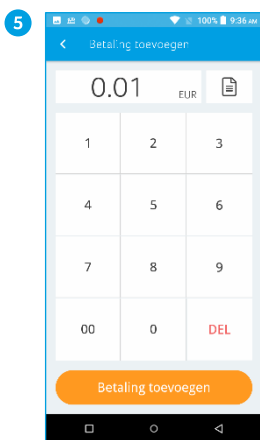 5
100% 9:36 AM
Betaling toevoegen
0.01 EUR
1 2 3
4 5 6
7 8 9
00 0 DEL
Betaling toevoegen